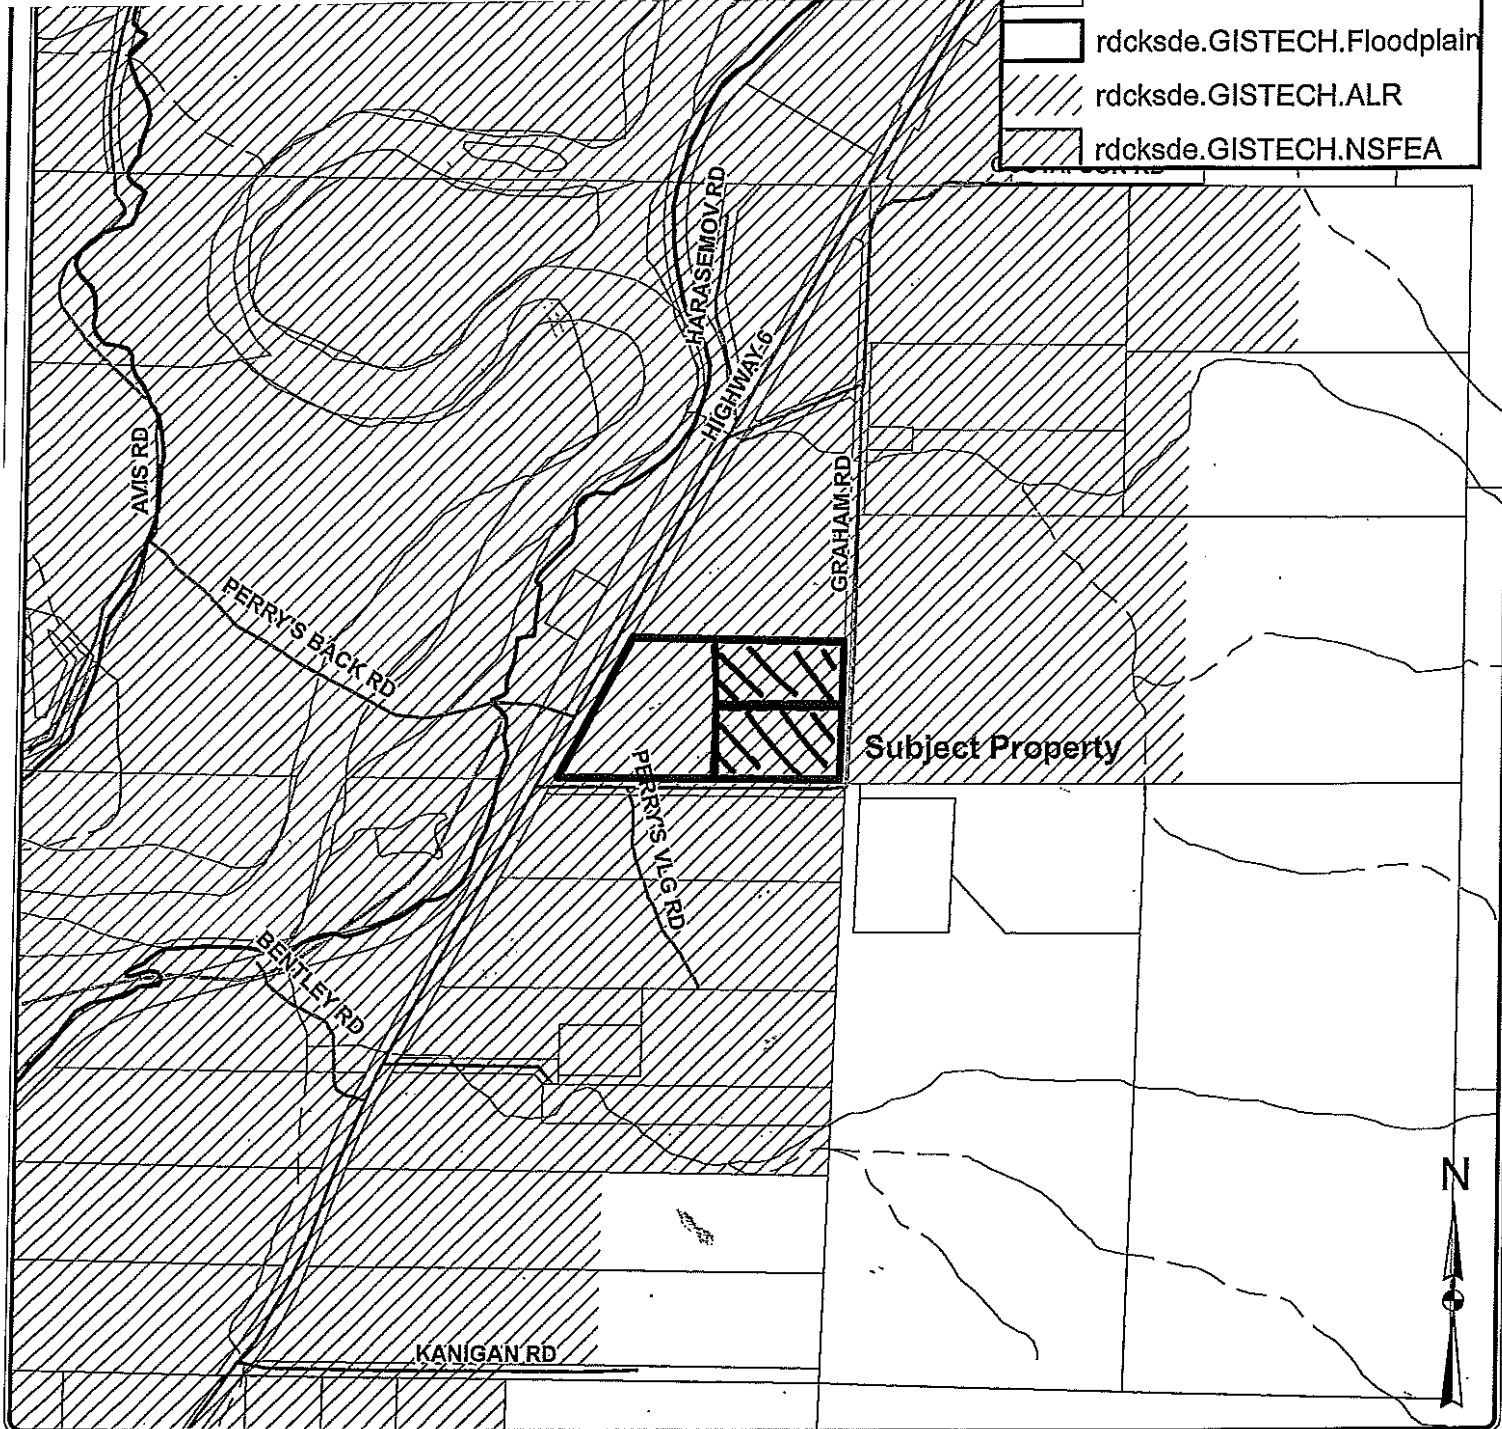 rdcksde.GISTECH.Floodplain
rdcksde.GISTECH.ALR
rdcksde.GISTECH.NSFEA
HARASEMOV RD
HIGHWAY 6
AVIS RD
GRAHAM RD
PERRY'S BACK RD
Subject Property
PERRY'S VLG RD
BENTLEY RD
N
KANIGAN RD